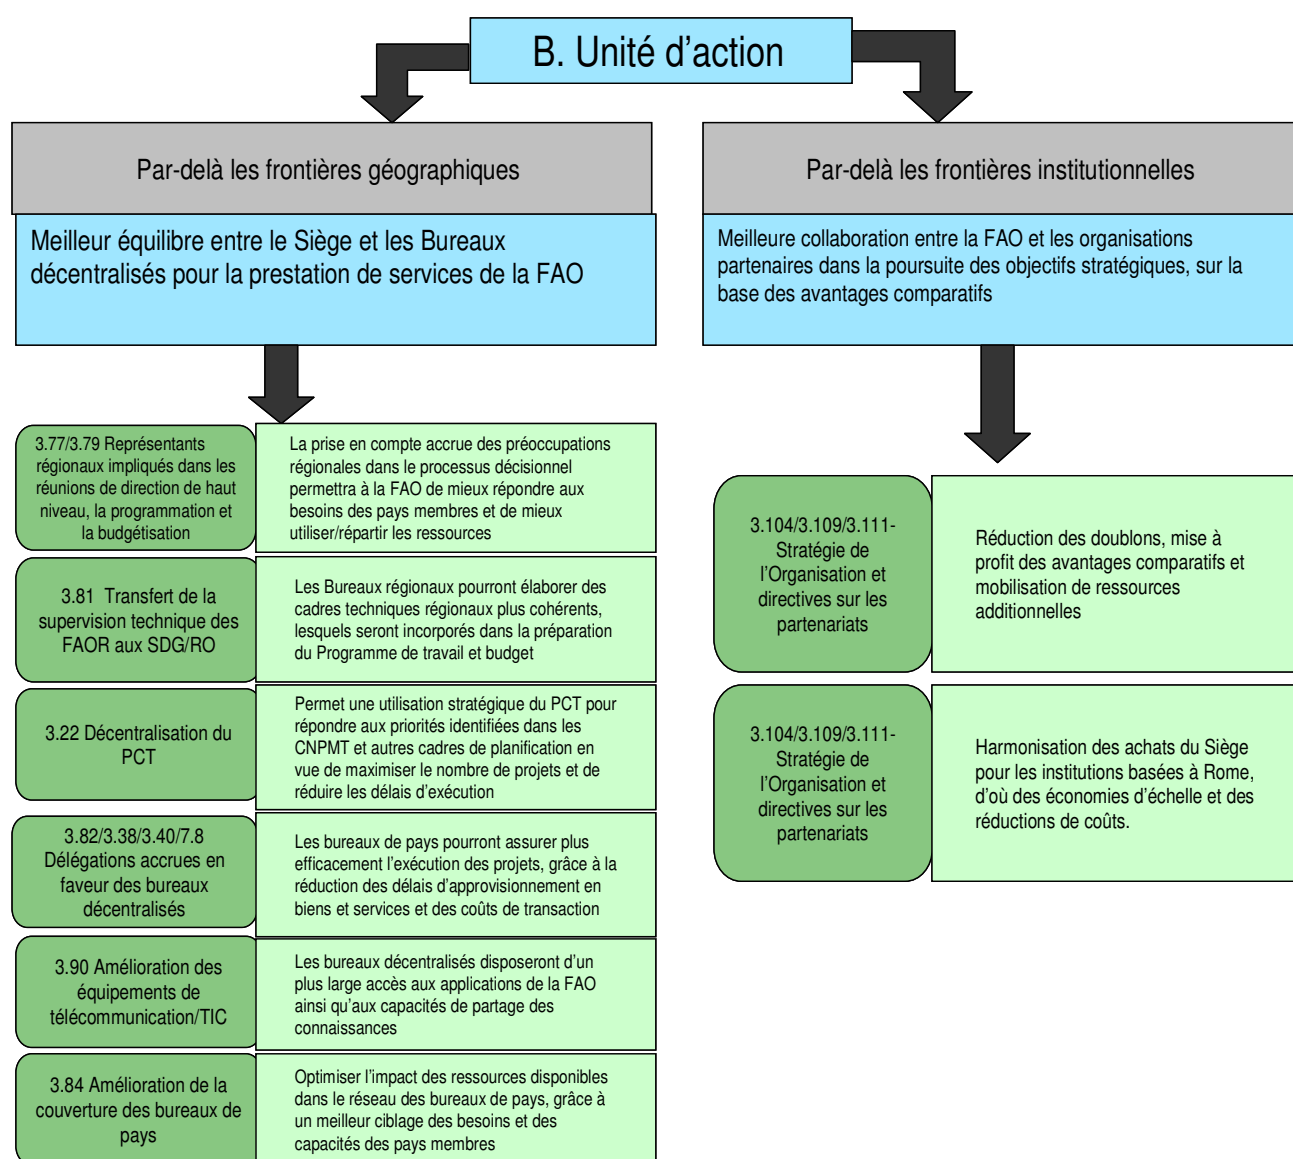 B. Unité d’action
Par-delà les frontières géographiques
Meilleur équilibre entre le Siège et les Bureaux
décentralisés pour la prestation de services de la FAO
3.77/3.79 Représentants
régionaux impliqués dans les
réunions de direction de haut
niveau, la programmation et
la budgétisation
La prise en compte accrue des préoccupations
régionales dans le processus décisionnel
permettra à la FAO de mieux répondre aux
besoins des pays membres et de mieux
utiliser/répartir les ressources
3.81 Transfert de la
supervision technique des
FAOR aux SDG/RO
Les Bureaux régionaux pourront élaborer des
cadres techniques régionaux plus cohérents,
lesquels seront incorporés dans la préparation
du Programme de travail et budget
3.22 Décentralisation du
PCT
Permet une utilisation stratégique du PCT pour
répondre aux priorités identifiées dans les
CNPMT et autres cadres de planification en
vue de maximiser le nombre de projets et de
réduire les délais d’exécution
3.82/3.38/3.40/7.8
Délégations accrues en
faveur des bureaux
décentralisés
Les bureaux de pays pourront assurer plus
efficacement l’exécution des projets, grâce à la
réduction des délais d’approvisionnement en
biens et services et des coûts de transaction
3.90 Amélioration des
équipements de
télécommunication/TIC
Les bureaux décentralisés disposeront d’un
plus large accès aux applications de la FAO
ainsi qu’aux capacités de partage des
connaissances
3.84 Amélioration de la
couverture des bureaux de
pays
Optimiser l’impact des ressources disponibles
dans le réseau des bureaux de pays, grâce à
un meilleur ciblage des besoins et des
capacités des pays membres
Par-delà les frontières institutionnelles
Meilleure collaboration entre la FAO et les organisations
partenaires dans la poursuite des objectifs stratégiques, sur la
base des avantages comparatifs
3.104/3.109/3.111-
Stratégie de
l’Organisation et
directives sur les
partenariats
Réduction des doublons, mise à
profit des avantages comparatifs et
mobilisation de ressources
additionnelles
3.104/3.109/3.111-
Stratégie de
l’Organisation et
directives sur les
partenariats
Harmonisation des achats du Siège
pour les institutions basées à Rome,
d’où des économies d’échelle et des
réductions de coûts.